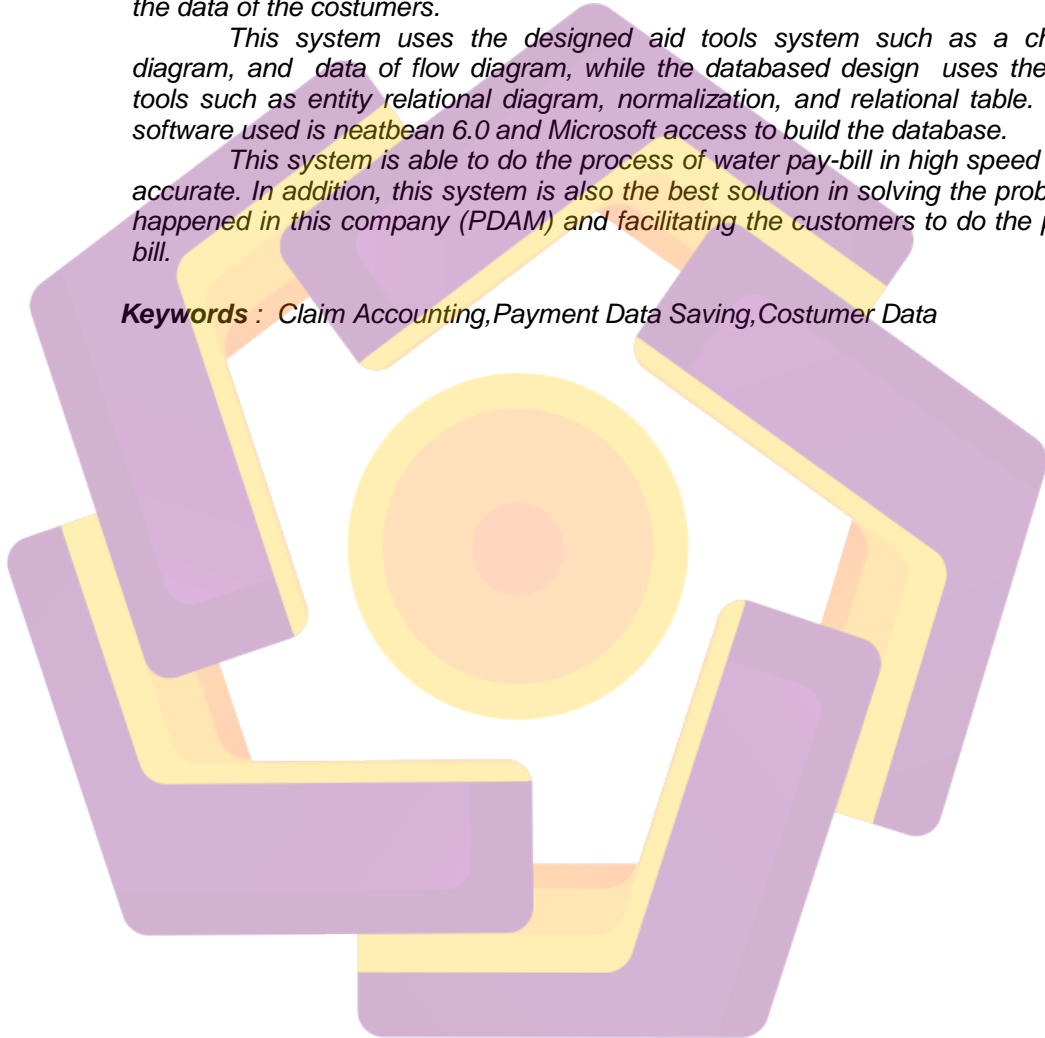 the data of the costumers.
This system uses the designed aid tools system such as a
diagram, and data of flow diagram, while the databased design uses the
tools such as entity relational diagram, normalization, and relational table.
software used is neatbean 6.0 and Microsoft access to build the database.
This system is able to do the process of water pay-bill in high speed
accurate. In addition, this system is also the best solution in solving the
happened in this company (PDAM) and facilitating the customers to do the
bill.
Keywords : Claim Accounting,Payment Data Saving,Costumer Data